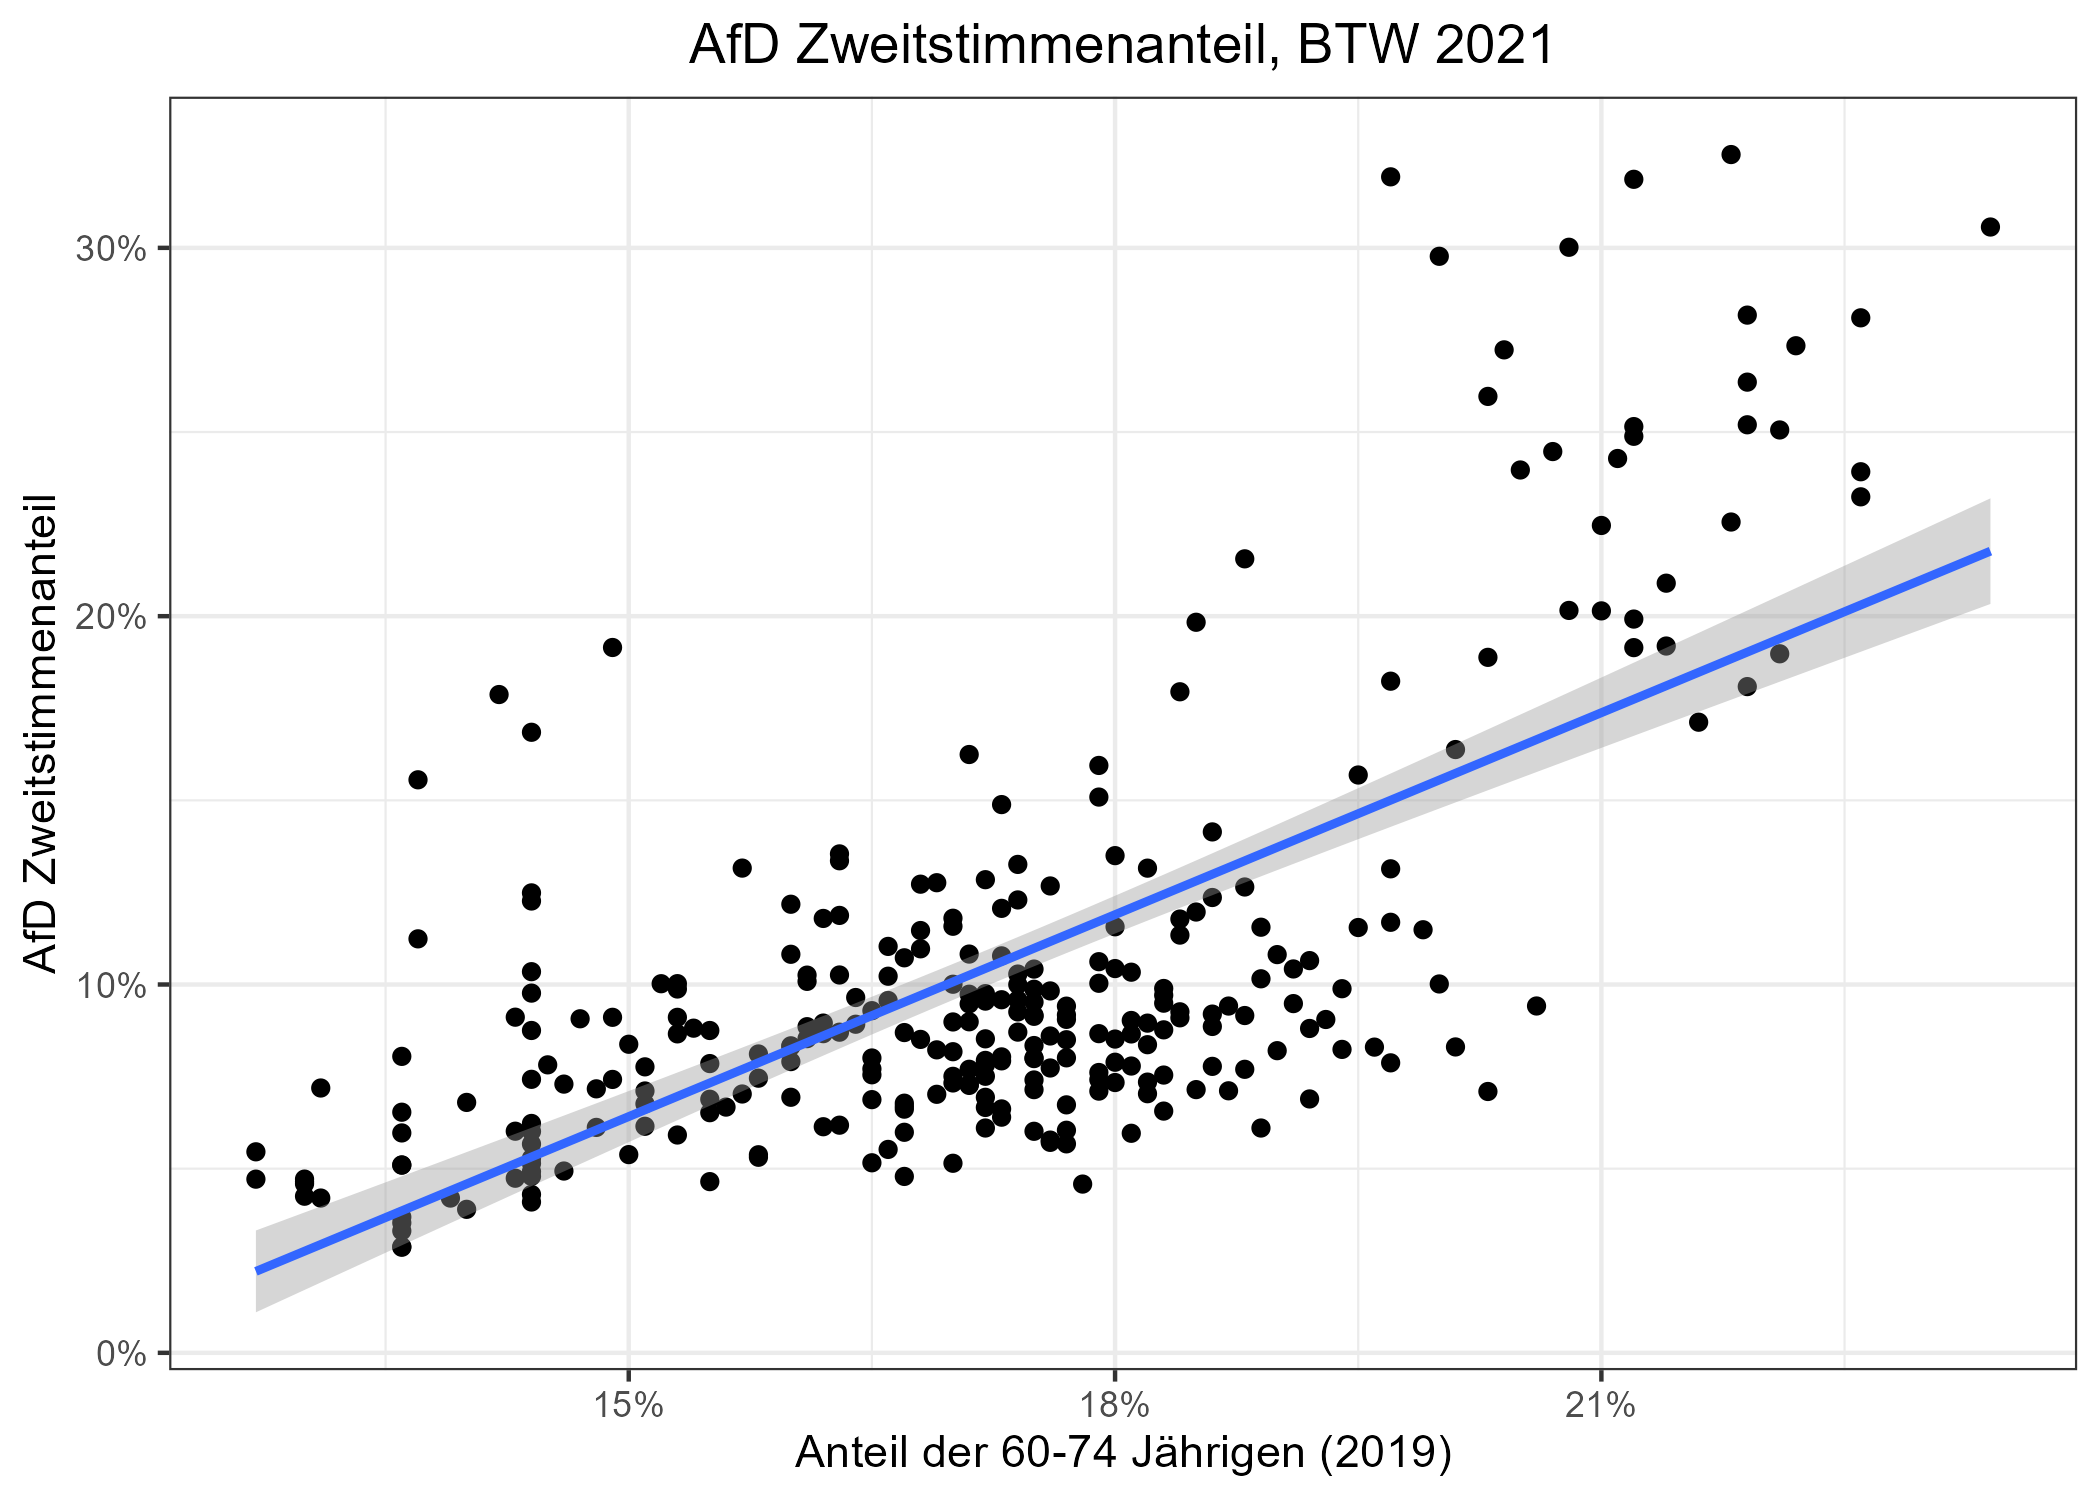 AfD Zweitstimmenanteil, BTW 2021
AfD Zweitstimmenanteil
30%
20%
10%
0%
15%
18%
21%
Anteil der 60-74 Jährigen (2019)